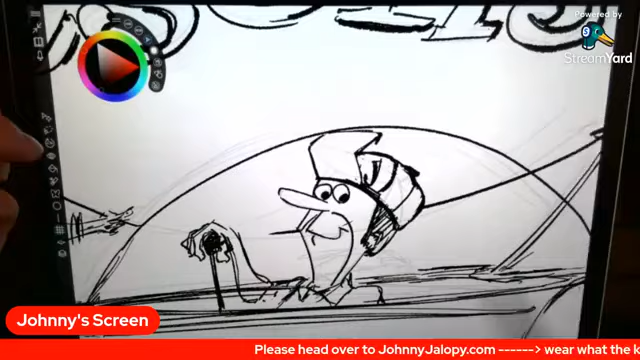 Powered by
StreamYard
Johnny's Screen
Please head over to JohnnyJalopy.com ------> wear what the k